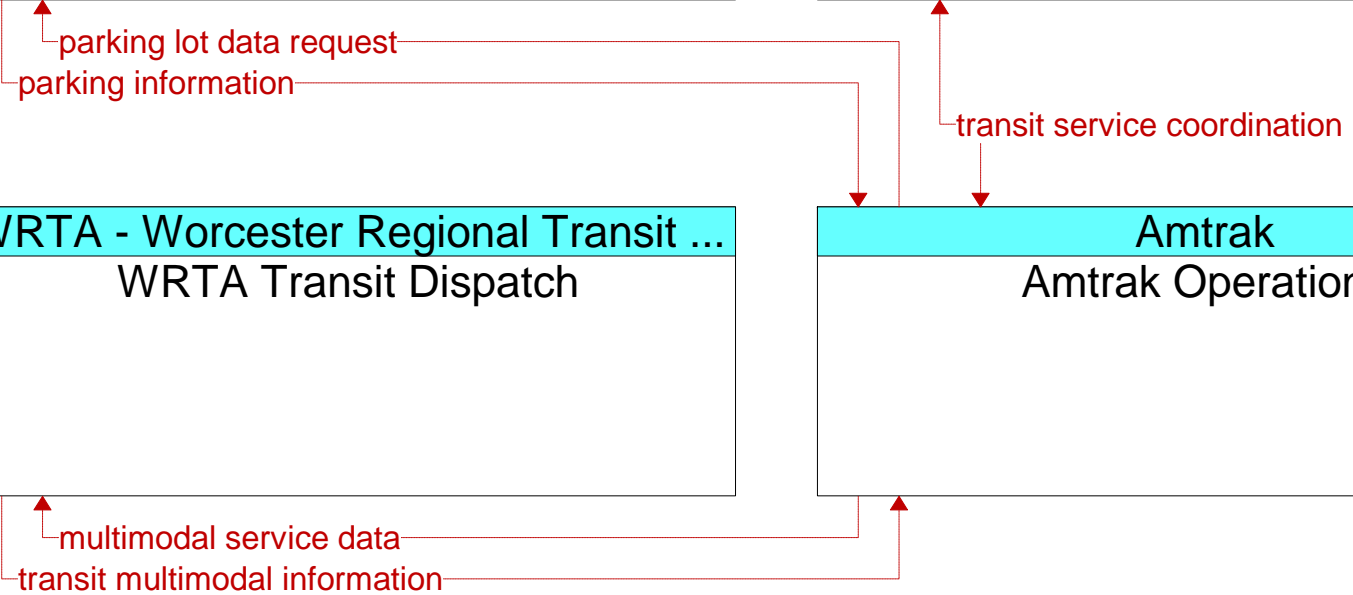 parking lot data request
parking information
transit service coordination
WRTA - Worcester Regional Transit ...
WRTA Transit Dispatch
Amtrak
Amtrak Operation
multimodal service data
transit multimodal information